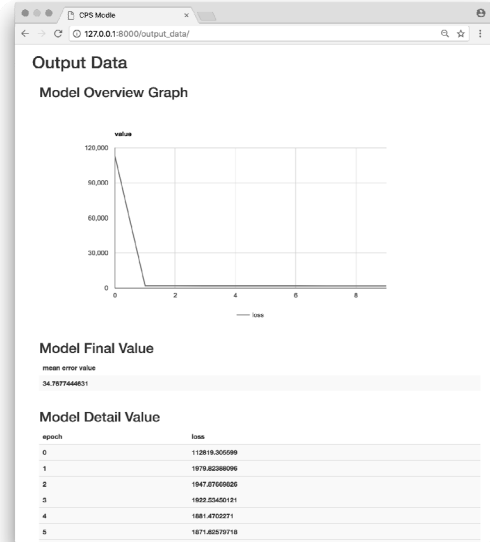 CPS Modle
127.0.0.1:8000/output_data/
Output Data
Model Overview Graph
value
120,000
90,000
60,000
30,000
0
0 2 4 6 8
loss
Model Final Value
mean error value
34.7677444631
Model Detail Value
epoch loss
0 112819.305599
1 1979.82388096
2 1947.87689826
3 1922.53450121
4 1881.4702271
5 1871.62579718